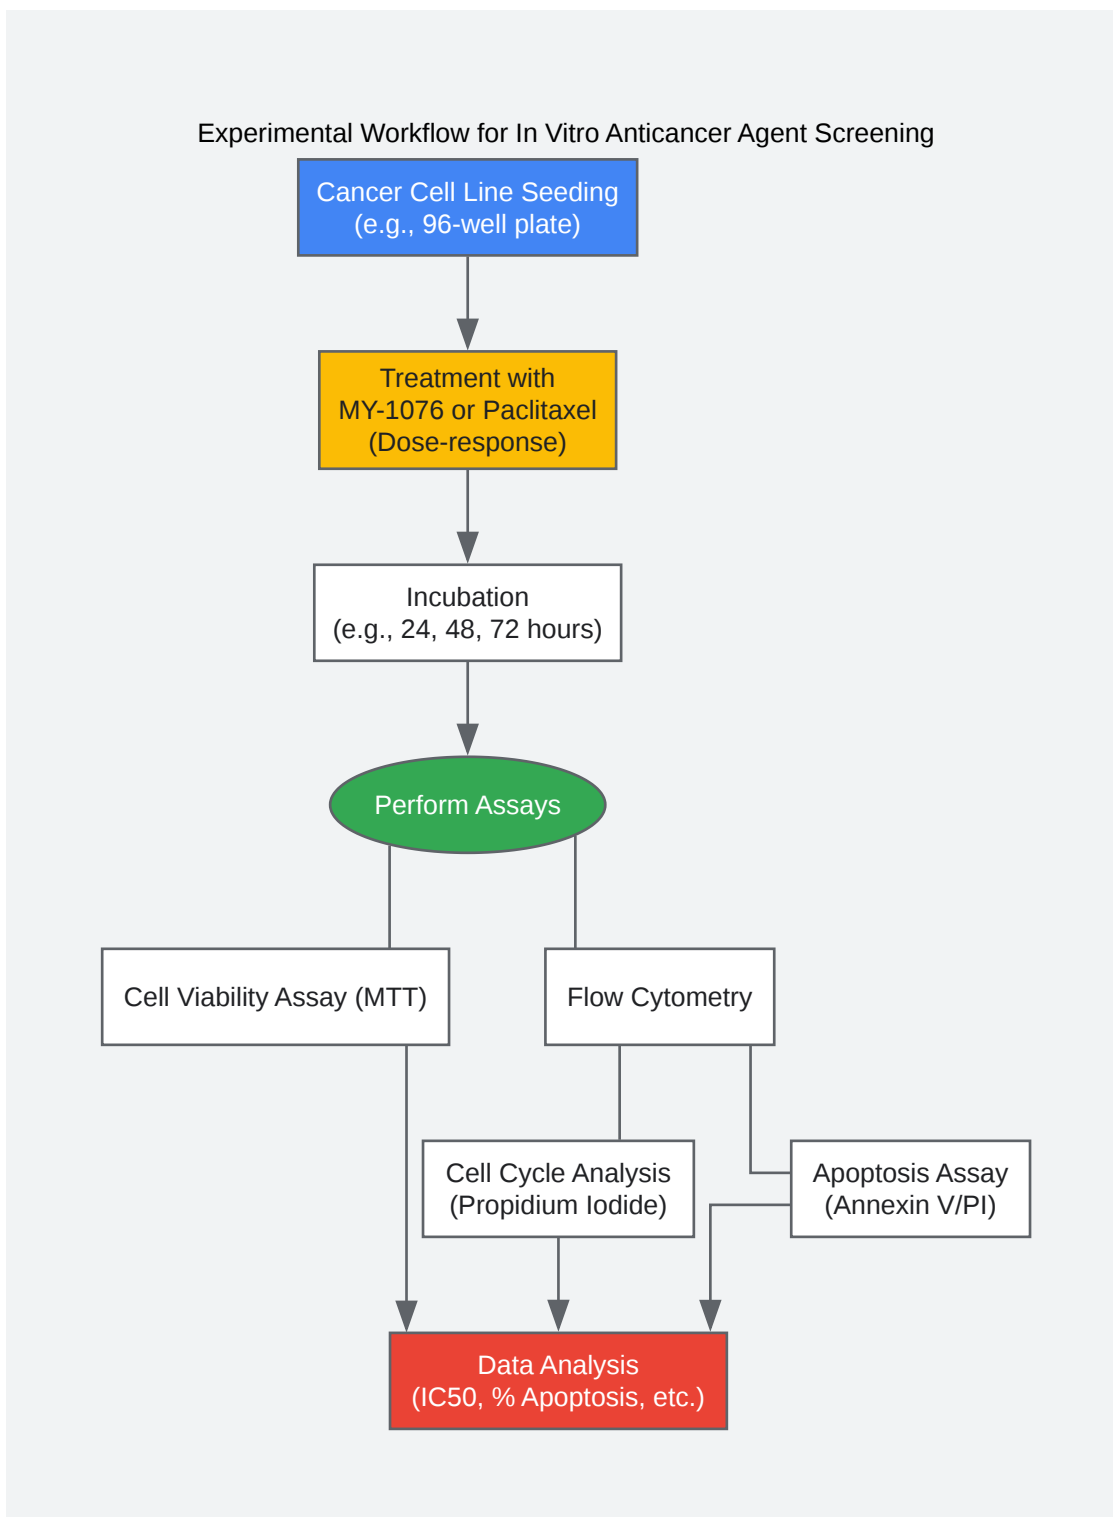 Experimental Workflow for In Vitro Anticancer Agent Screening
Cancer Cell Line Seeding
(e.g., 96-well plate)
Treatment with
MY-1076 or Paclitaxel
(Dose-response)
Incubation
(e.g., 24, 48, 72 hours)
Perform Assays
Cell Viability Assay (MTT)
Flow Cytometry
Cell Cycle Analysis
(Propidium Iodide)
Apoptosis Assay
(Annexin V/PI)
Data Analysis
(IC50, % Apoptosis, etc.)